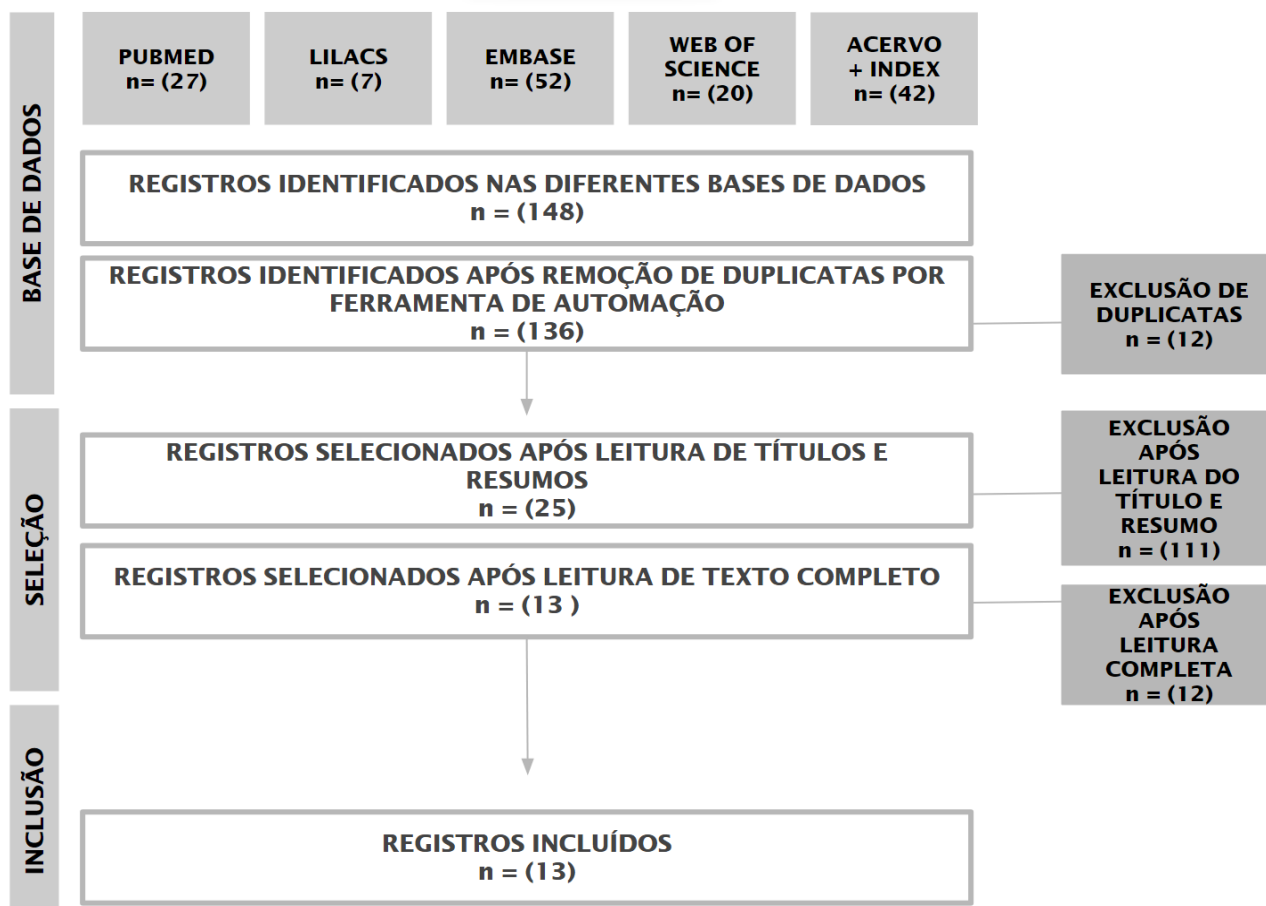 BASE DE DADOS
PUBMED
n= (27)
LILACS
n= (7)
EMBASE
n= (52)
WEB OF
SCIENCE
n= (20)
ACERVO
+ INDEX
n= (42)
REGISTROS IDENTIFICADOS NAS DIFERENTES BASES DE DADOS
n = (148)
REGISTROS IDENTIFICADOS APÓS REMOÇÃO DE DUPLICATAS POR
FERRAMENTA DE AUTOMAÇÃO
n = (136)
EXCLUSÃO DE
DUPLICATAS
n = (12)
SELEÇÃO
REGISTROS SELECIONADOS APÓS LEITURA DE TÍTULOS E
RESUMOS
n = (25)
EXCLUSÃO
APÓS
LEITURA DO
TÍTULO E
RESUMO
n = (111)
REGISTROS SELECIONADOS APÓS LEITURA DE TEXTO COMPLETO
n = (13 )
EXCLUSÃO
APÓS
LEITURA
COMPLETA
n = (12)
INCLUSÃO
REGISTROS INCLUÍDOS
n = (13)